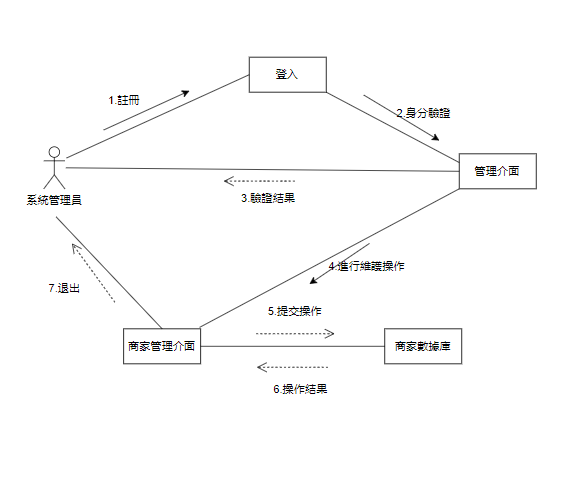 登入
1.註冊
2.身分驗證
管理介面
系統管理員
3.驗證結果
4.進行維護操作
7.退出
5.提交操作
商家管理介面
商家數據庫
6.操作結果